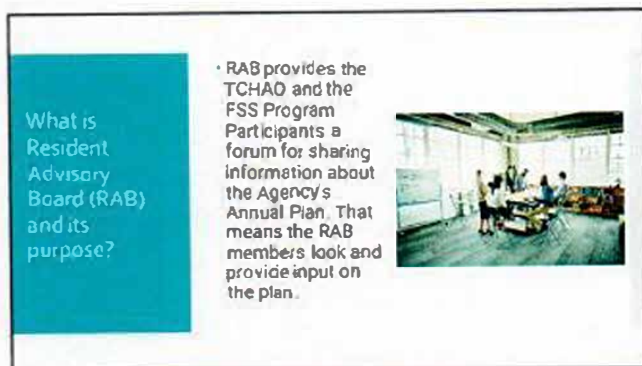 What is
Resident
Advisory
Board (RAB)
and its
purpose?
• RAB provides the
TCHAO and the
FSS Program
Participants a
forum for sharing
information about
the Agency's
Annual Plan. That
means the RAB
members look and
provide input on
the plan.